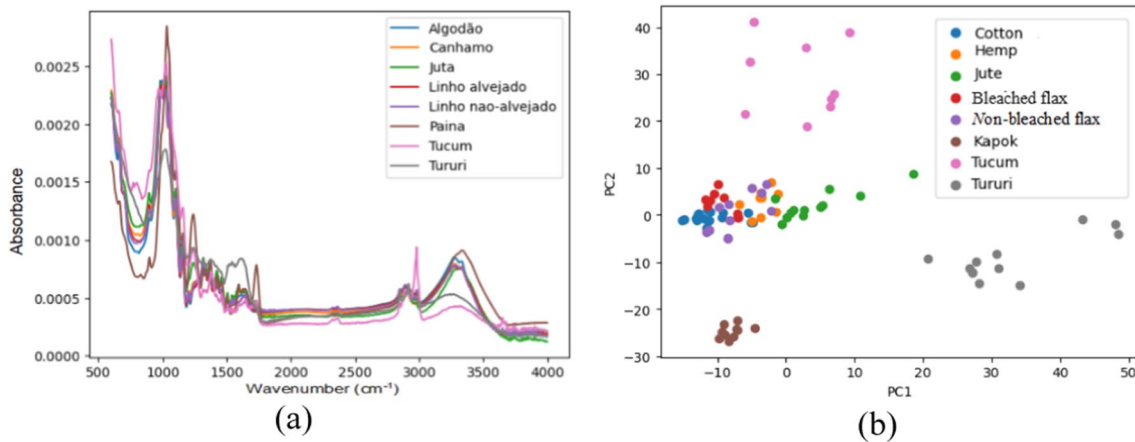 Algodão
Canhamo
Juta
Linho alvejado
Linho nao-alvejado
Paina
Tucum
Tururi
0.0025
0.0020
0.0015
0.0010
0.0005
0.0000
Absorbance
500 1000 1500 2000 2500 3000 3500 4000
Wavenumber (cm⁻¹)
(a)
Cotton
Hemp
Jute
Bleached flax
Non-bleached flax
Kapok
Tucum
Tururi
40
30
20
10
0
−10
−20
−30
PC2
−10 0 10 20 30 40 50
PC1
(b)